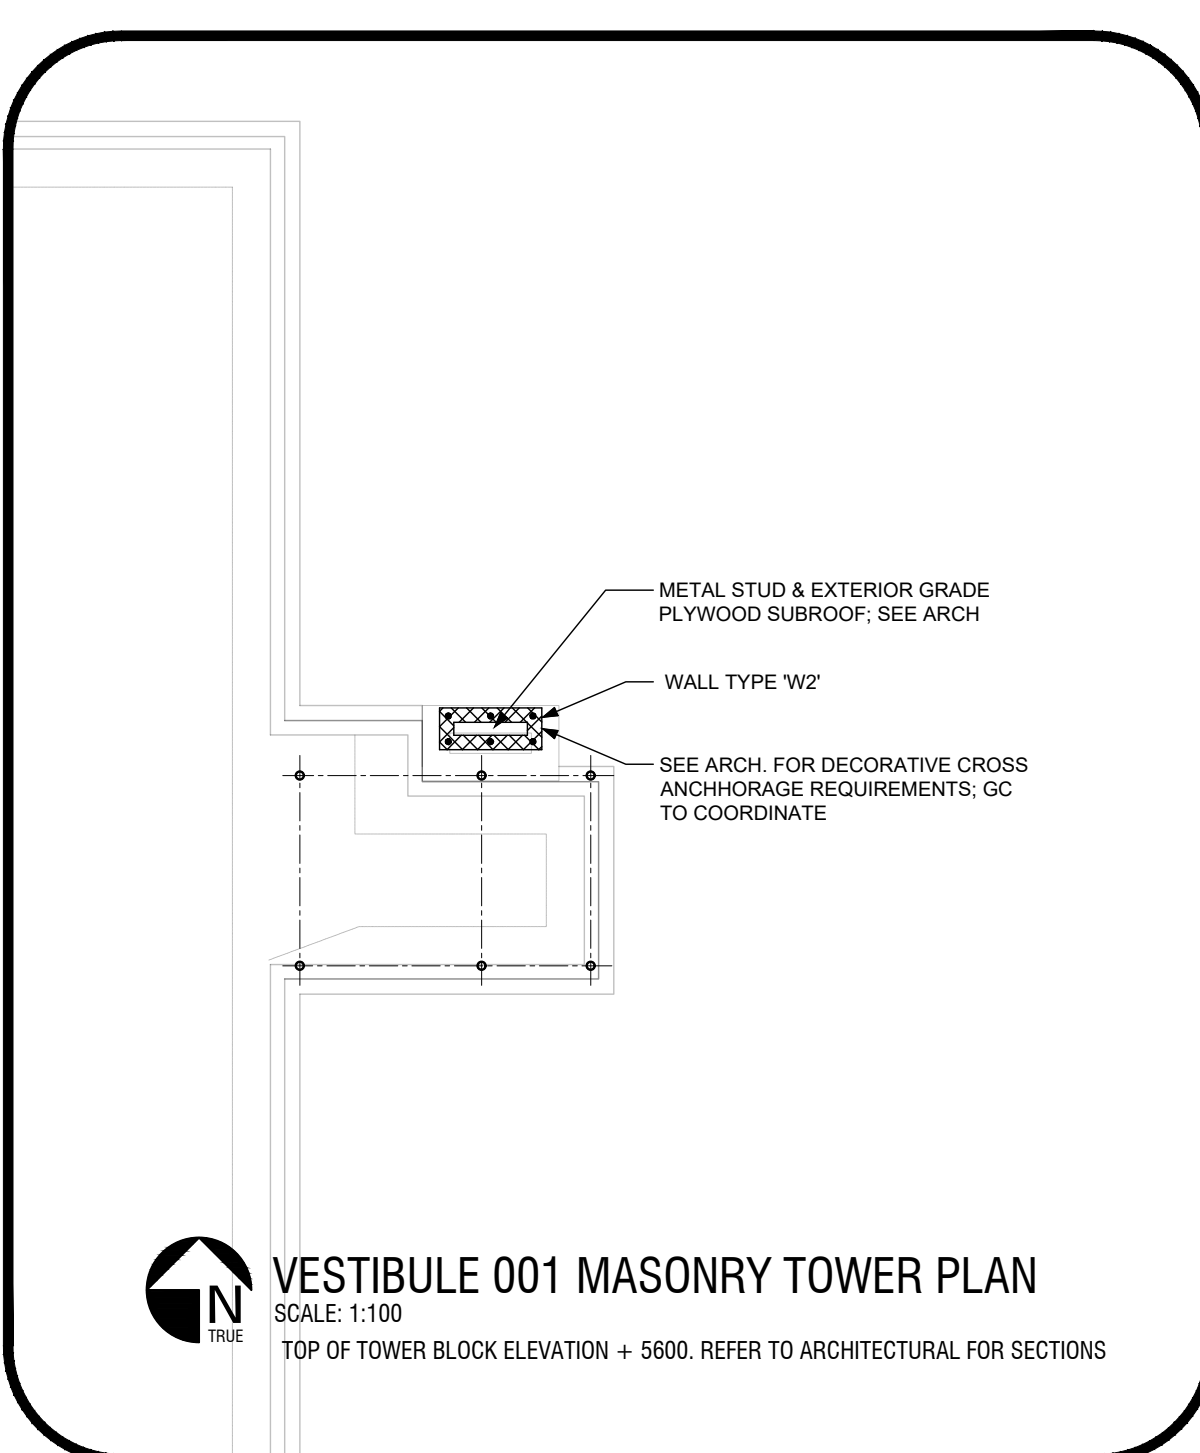 METAL STUD & EXTERIOR GRADE
PLYWOOD SUBROOF; SEE ARCH
WALL TYPE 'W2'
SEE ARCH. FOR DECORATIVE CROSS
ANCHHORAGE REQUIREMENTS; GC
TO COORDINATE
N
TRUE
VESTIBULE 001 MASONRY TOWER PLAN
SCALE: 1:100
TOP OF TOWER BLOCK ELEVATION + 5600. REFER TO ARCHITECTURAL FOR SECTIONS